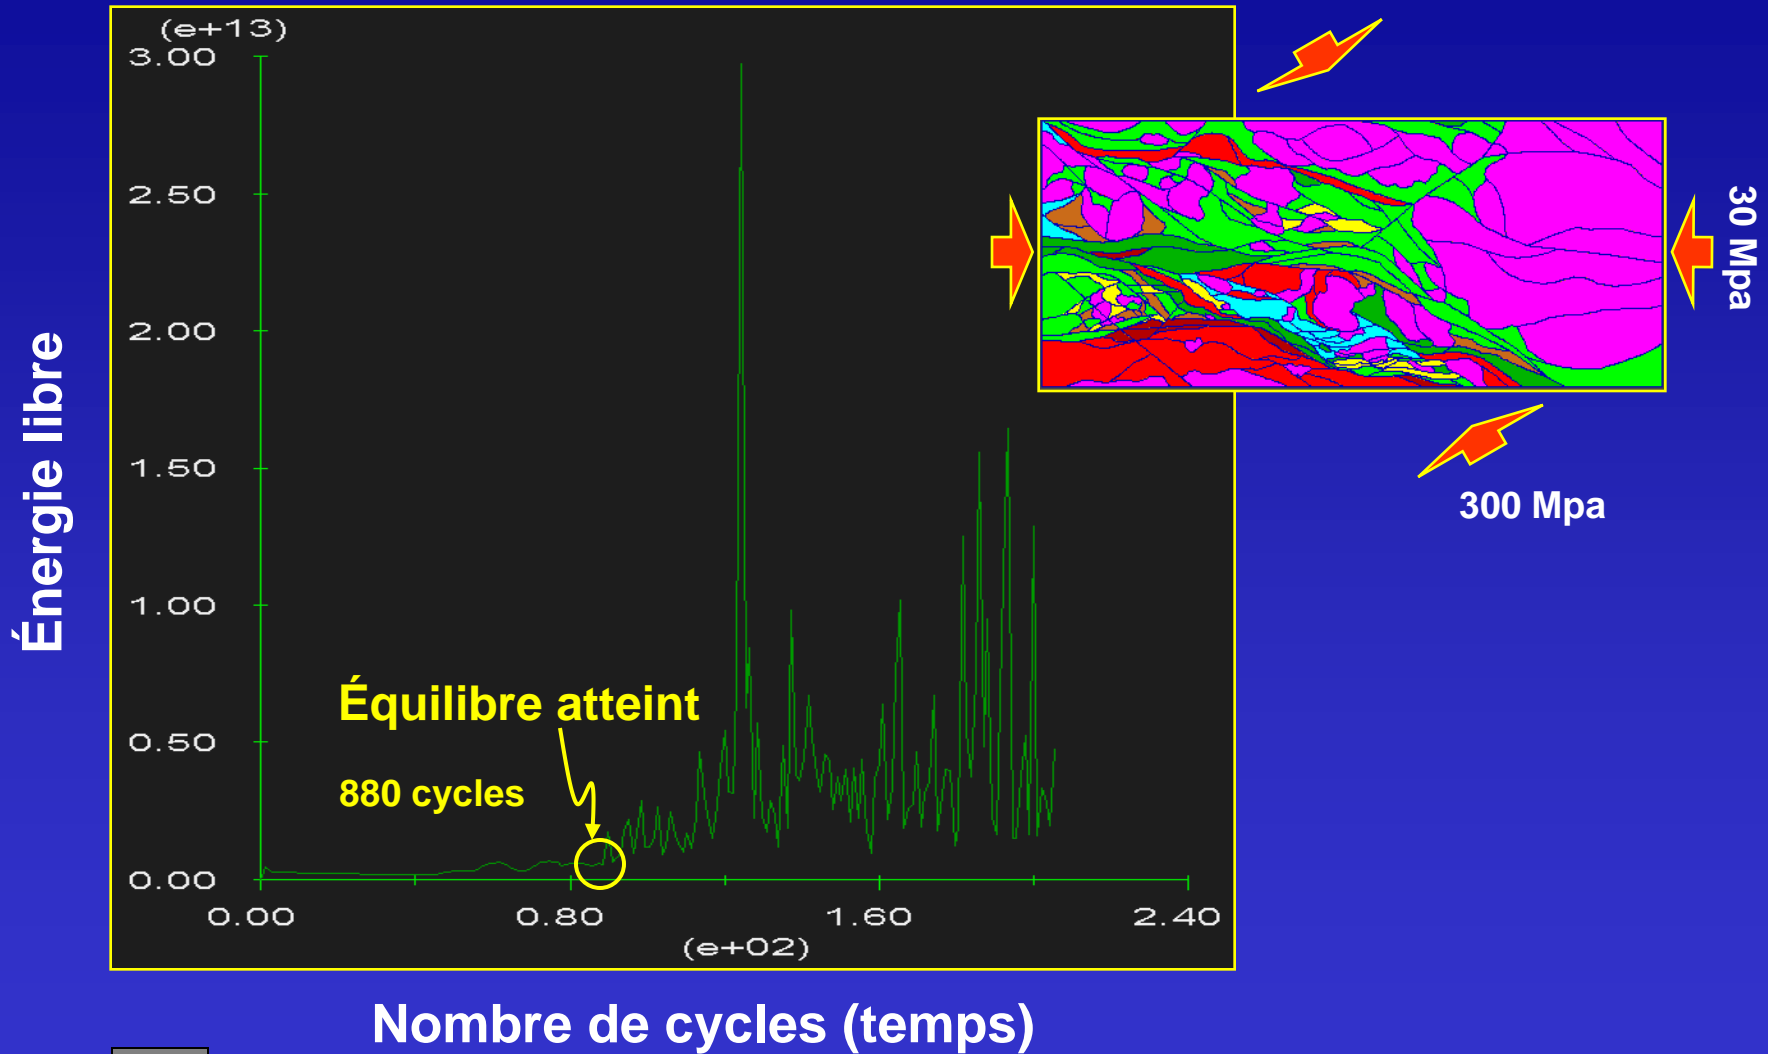 (e+13)
3.00
2.50
2.00
1.50
1.00
0.50
0.00
0.00 0.80 1.60 2.40
(e+02)
Énergie libre
Nombre de cycles (temps)
Équilibre atteint
880 cycles
30 Mpa
300 Mpa